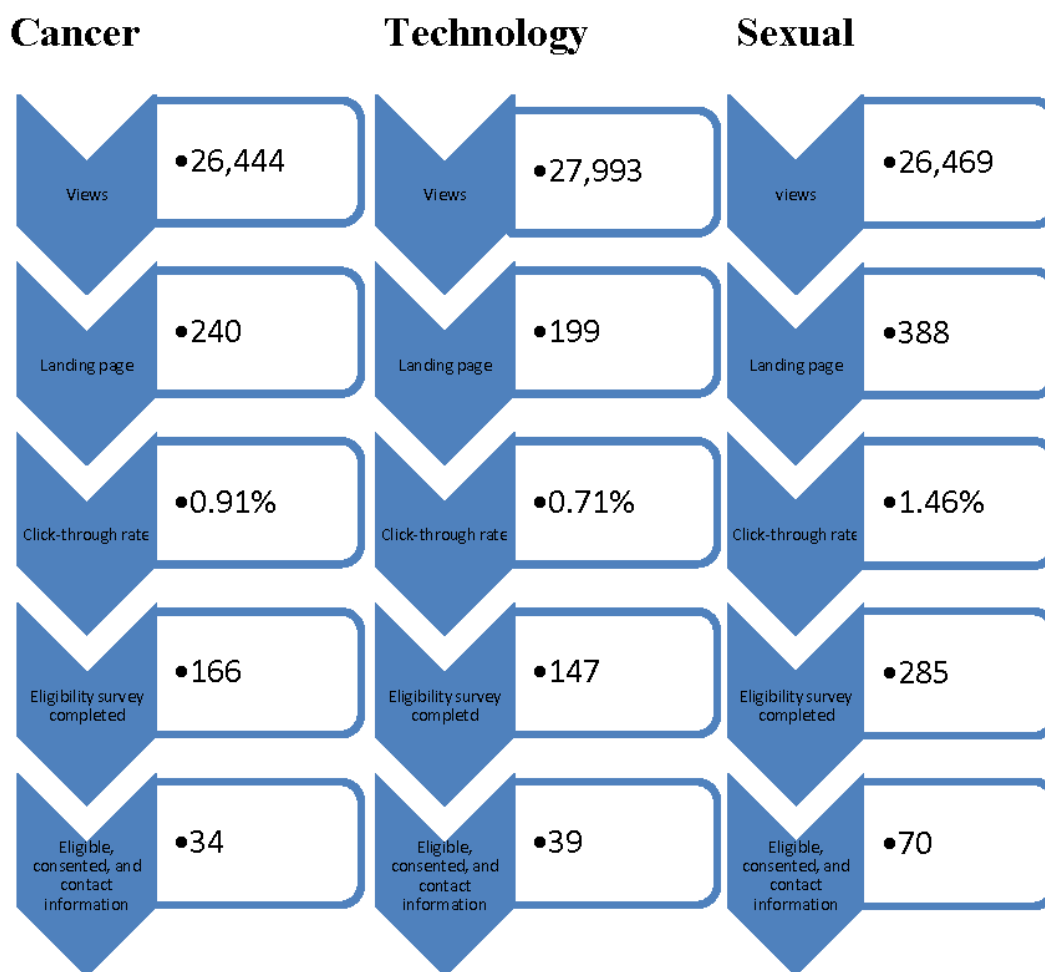 Cancer
Technology
Sexual
Views
•26,444
Views
•27,993
views
•26,469
Landing page
•240
Landing page
•199
Landing page
•388
Click-through rate
•0.91%
Click-through rate
•0.71%
Click-through rate
•1.46%
Eligibility survey
completed
•166
Eligibility survey
completd
•147
Eligibility survey
completed
•285
Eligible,
consented, and
contact
information
•34
Eligible,
consented, and
contact
information
•39
Eligible,
consented, and
contact
information
•70